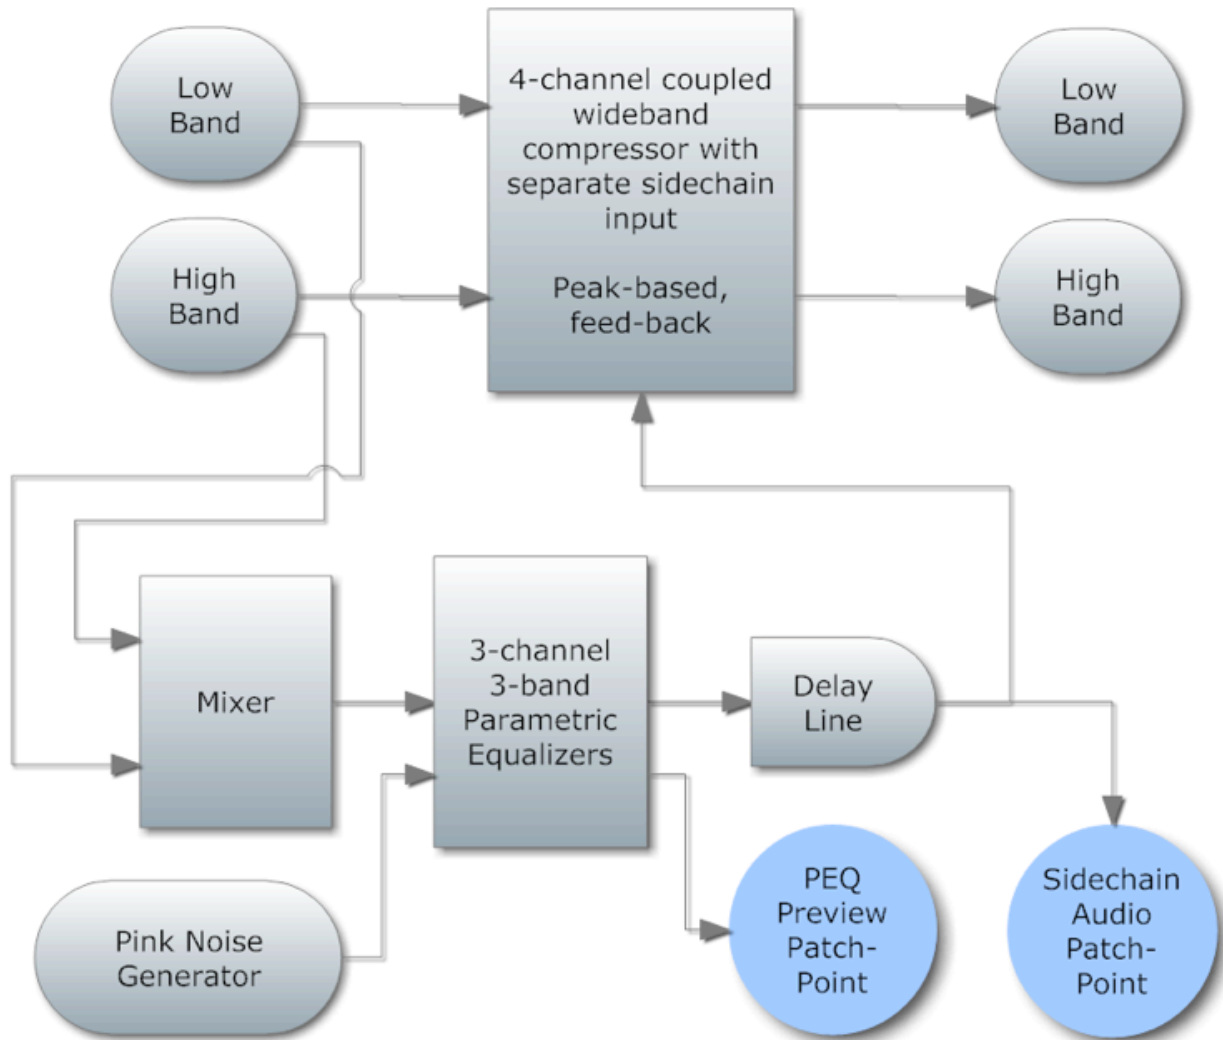 Low
Band
4-channel coupled
wideband
compressor with
separate sidechain
input
Peak-based,
feed-back
Low
Band
High
Band
High
Band
Mixer
3-channel
3-band
Parametric
Equalizers
Delay
Line
Pink Noise
Generator
PEQ
Preview
Patch-
Point
Sidechain
Audio
Patch-
Point